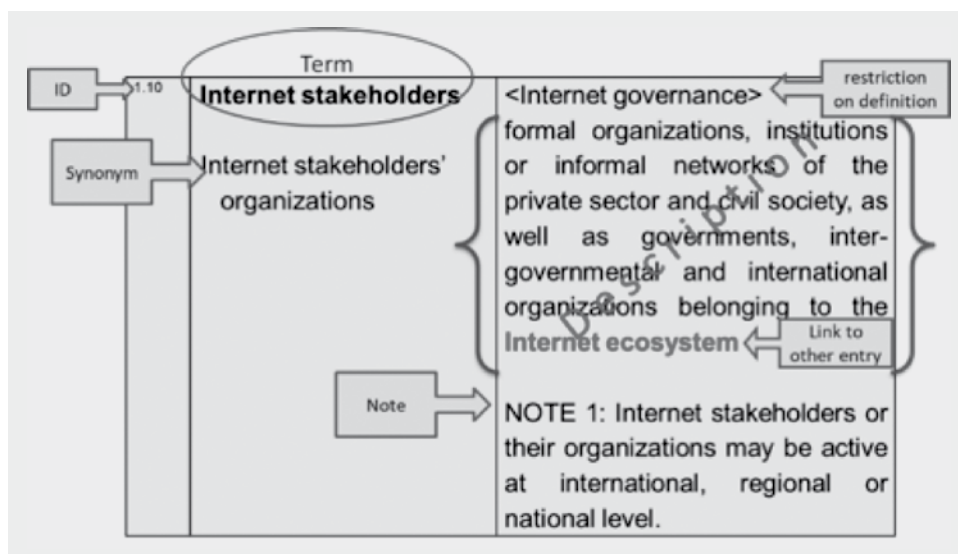 Term
ID
1.10
Internet stakeholders
<Internet governance>
restriction
on definition
Synonym
Internet stakeholders'
organizations
formal organizations, institutions
or informal networks of the
private sector and civil society, as
well as governments, inter-
governmental and international
organizations belonging to the
Internet ecosystem
Description
Link to
other entry
Note
NOTE 1: Internet stakeholders or
their organizations may be active
at international, regional or
national level.